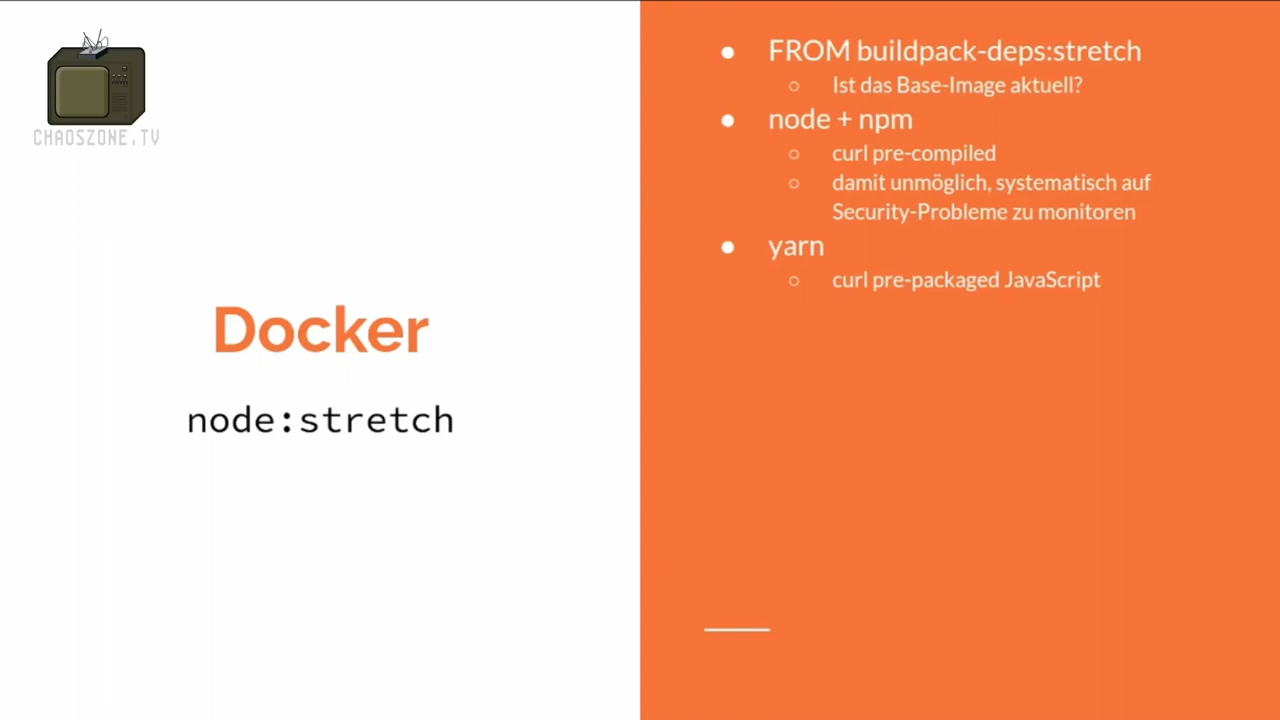 CHAOSZONE.TV
Docker
node:stretch
● FROM buildpack-deps:stretch
○ Ist das Base-Image aktuell?
● node + npm
○ curl pre-compiled
○ damit unmöglich, systematisch auf
Security-Probleme zu monitoren
● yarn
○ curl pre-packaged JavaScript